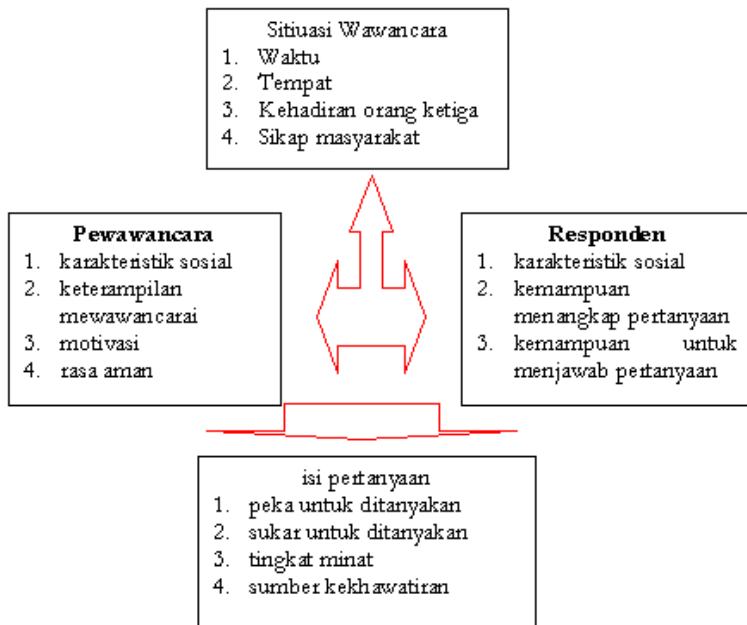 Sitiuasi Wawancara
1. Waktu
2. Tempat
3. Kehadiran orang ketiga
4. Sikap masyarakat
Pewawancara
1. karakteristik sosial
2. keterampilan
mewawancarai
3. motivasi
4. rasa aman
Responden
1. karakteristik sosial
2. kemampuan
menangkap pertanyaan
3. kemampuan untuk
menjawab pertanyaan
isi pertanyaan
1. peka untuk ditanyakan
2. sukar untuk ditanyakan
3. tingkat minat
4. sumber kekhawatiran